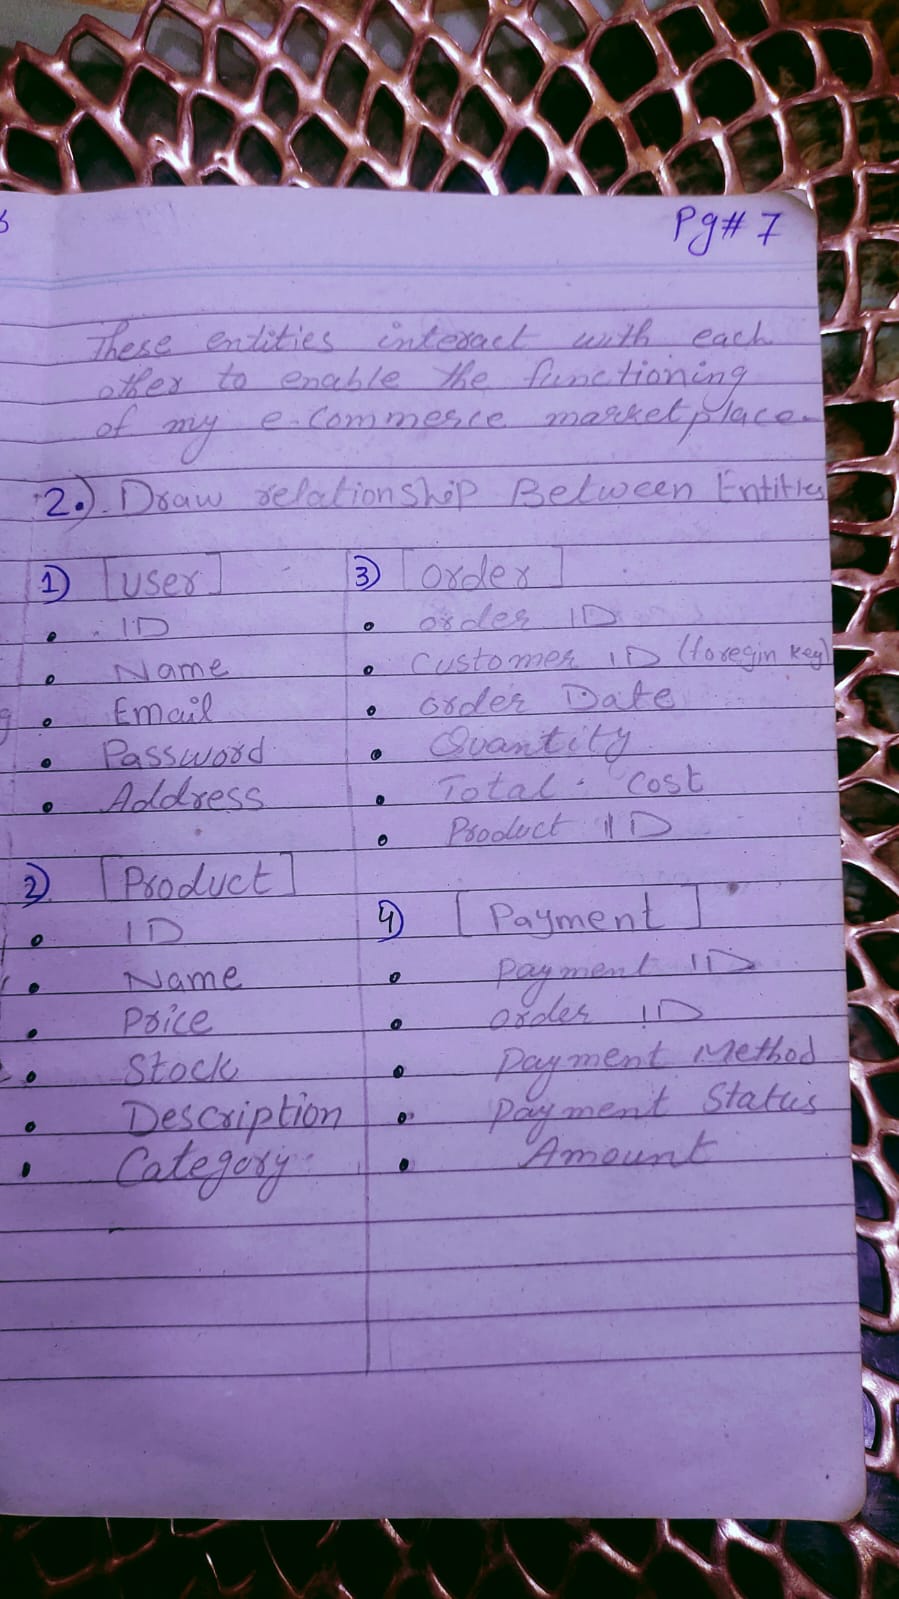 Pg# 7
These entities interact with each
other to enable the functioning
of my e-commerce marketplace.
2.). Draw relationship Between Entities
1) [user]
• ID
• Name
• Email
• Password
• Address
2) [Product]
• ID
• Name
• Price
• Stock
• Description
• Category
3) [order]
• order ID
• Customer ID (foregin key)
• order Date
• Quantity
• Total cost
• Product ID
4) [Payment]
• Payment ID
• order ID
• Payment Method
• Payment Status
• Amount